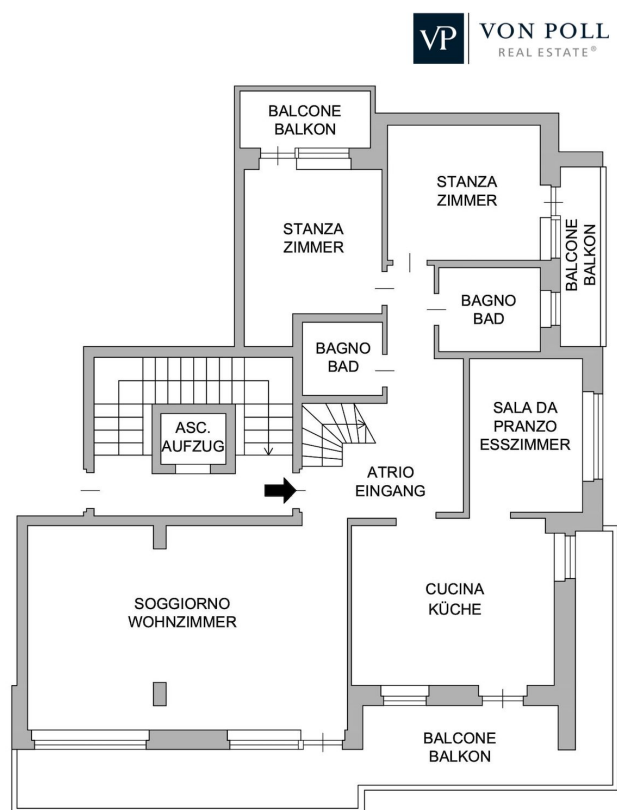 VP VON POLL
REAL ESTATE®
BALCONE
BALKON
STANZA
ZIMMER
STANZA
ZIMMER
BALCONE
BALKON
BAGNO
BAD
BAGNO
BAD
ASC.
AUFZUG
SALA DA
PRANZO
ESSZIMMER
ATRIO
EINGANG
SOGGIORNO
WOHNZIMMER
CUCINA
KÜCHE
BALCONE
BALKON